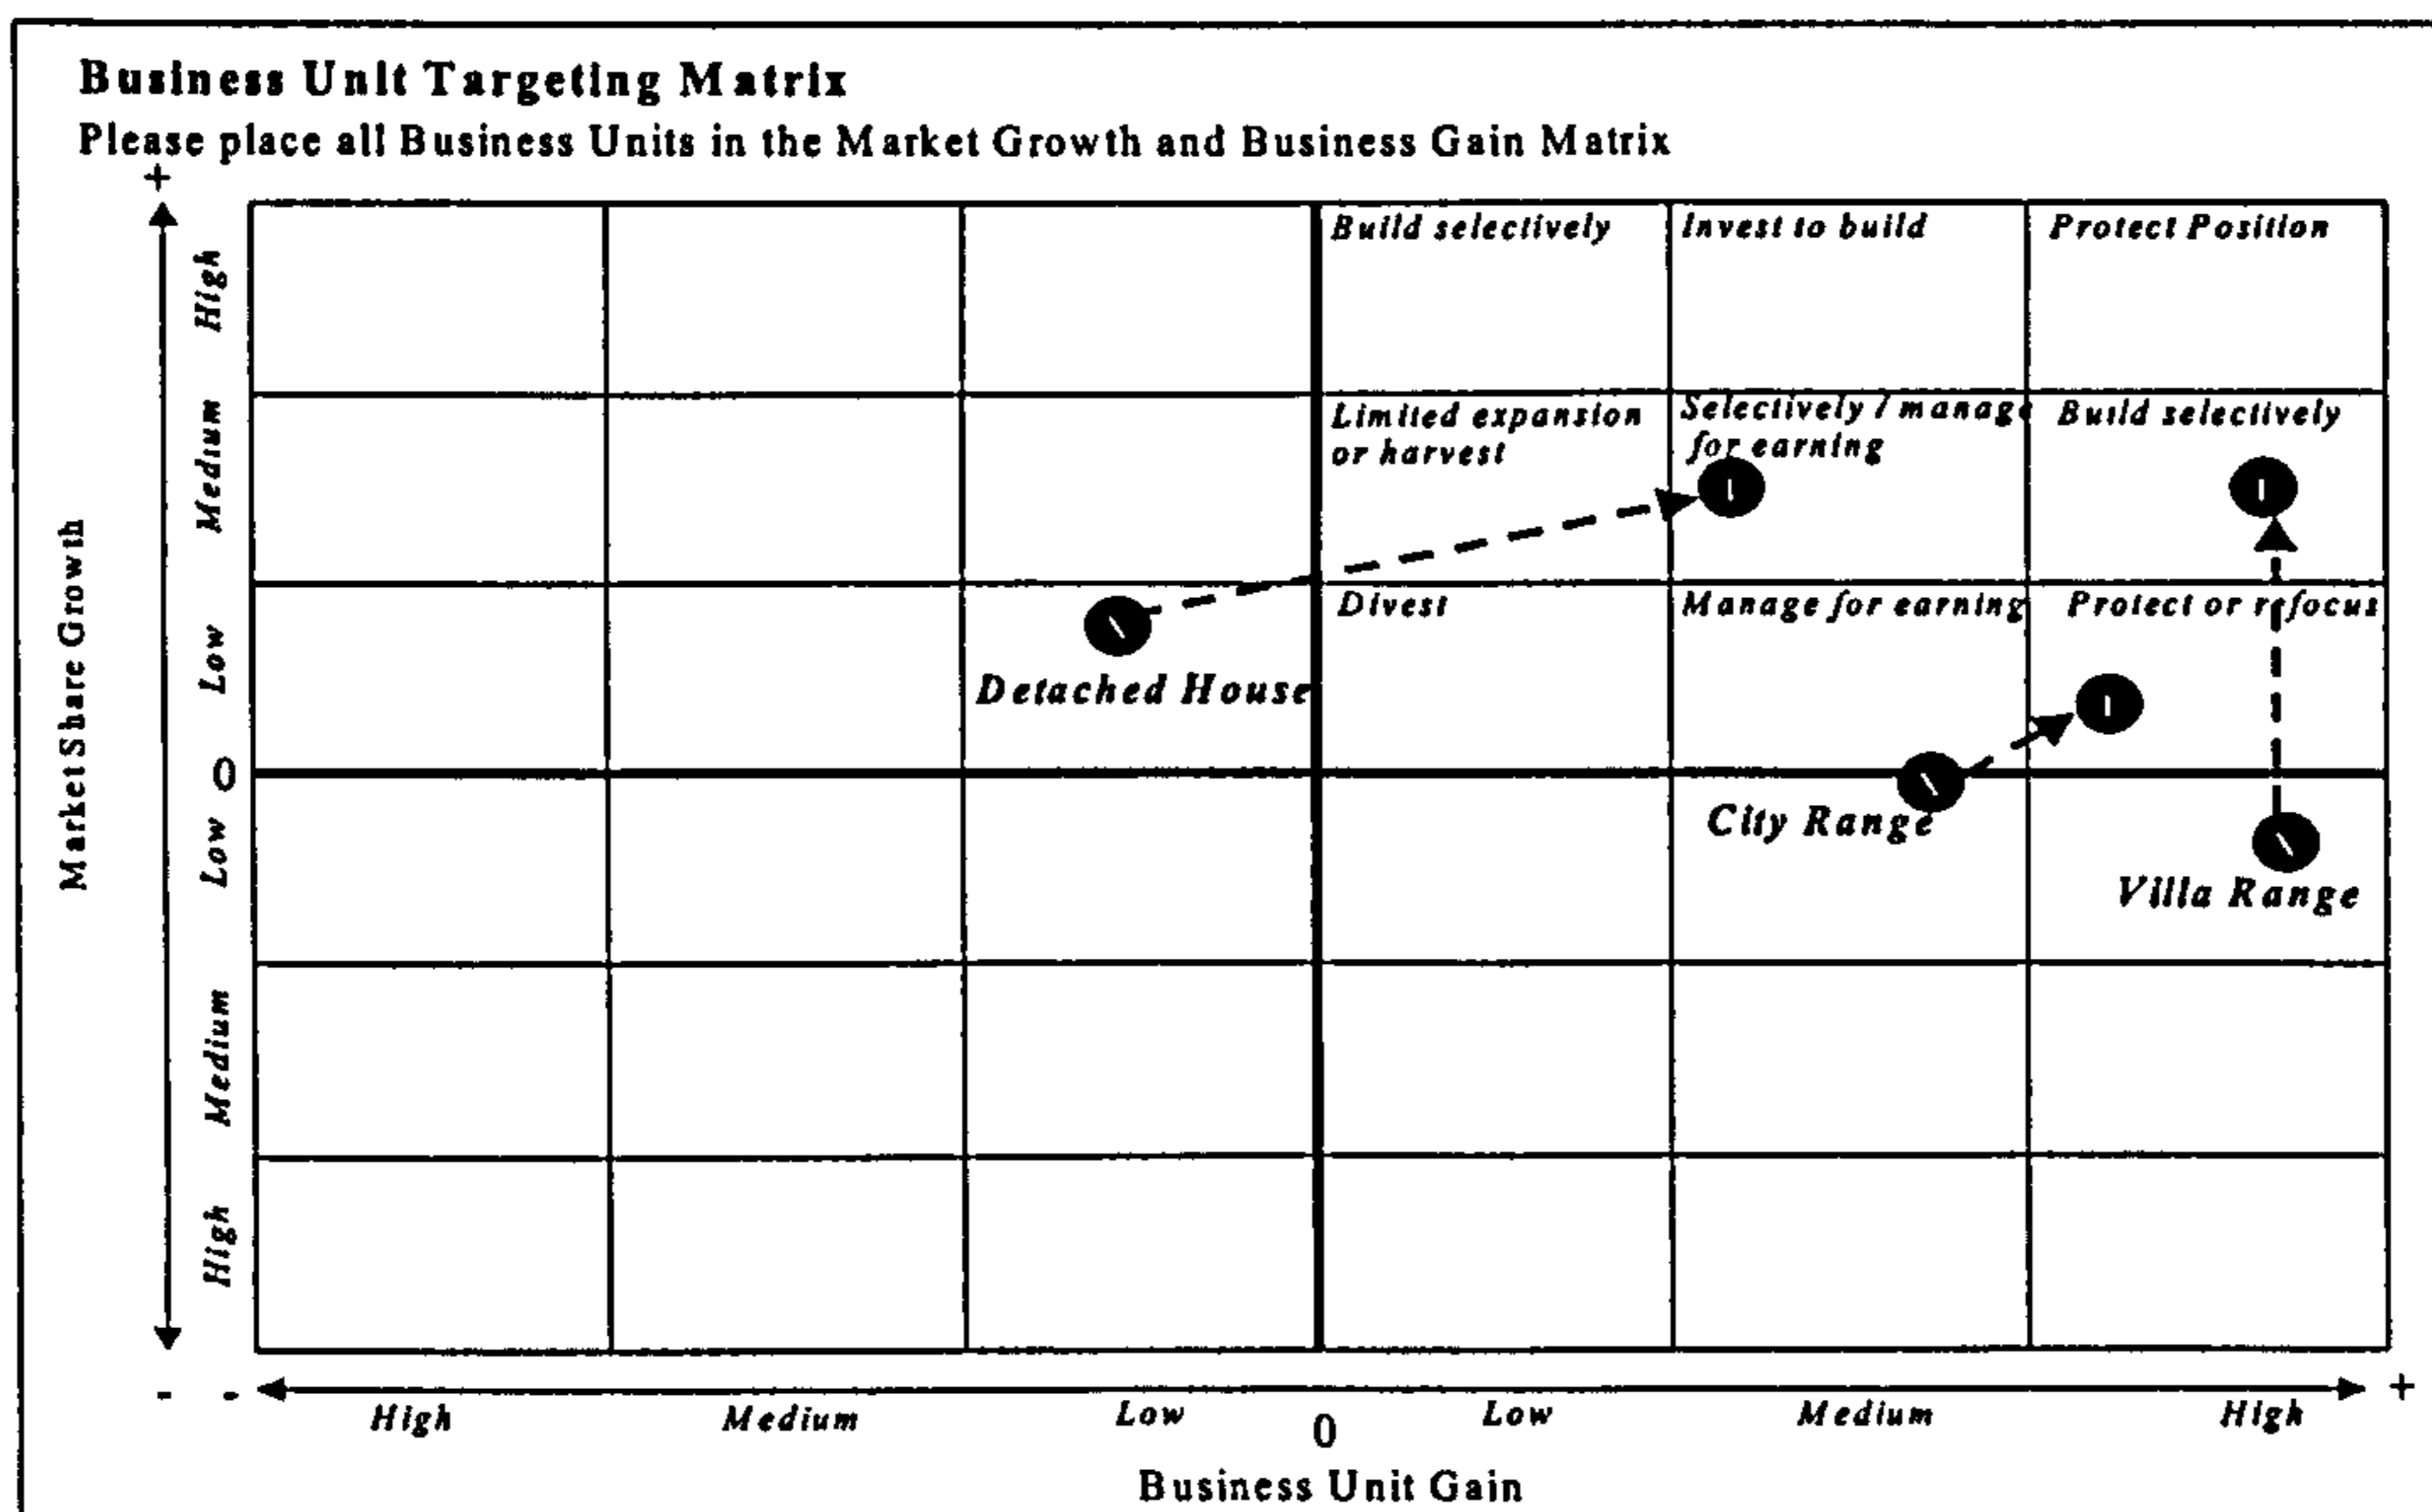 Business Unit Targeting Matrix
Please place all Business Units in the Market Growth and Business Gain Matrix
+
Build selectively
Invest to build
Protect Position
High
Limited expansion
or harvest
Selectively / manage
for earning
Build selectively
Medium
Divest
Manage for earning
Protect or refocus
Low
Detached House
MarketShare Growth
0
City Range
Low
Villa Range
Medium
High
- -
+
High
Medium
Low
0
Low
Medium
High
Business Unit Gain